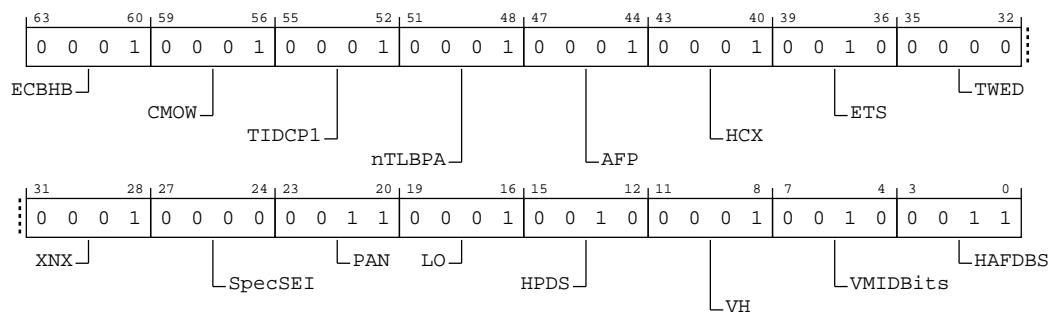 63 60 59 56 55 52 51 48 47 44 43 40 39 36 35 32
0 0 0 1 0 0 0 1 0 0 0 1 0 0 0 1 0 0 0 1 0 0 0 1 0 0 1 0 0 0 0 0
ECBHB TWED
CMOW ETS
TIDCP1 HCX
nTLBPA AFP
31 28 27 24 23 20 19 16 15 12 11 8 7 4 3 0
0 0 0 1 0 0 0 0 0 0 1 1 0 0 0 1 0 0 1 0 0 0 0 1 0 0 1 0 0 0 1 1
XNX PAN LO HAFDBS
SpecSEI HPDS VMIDBits
VH